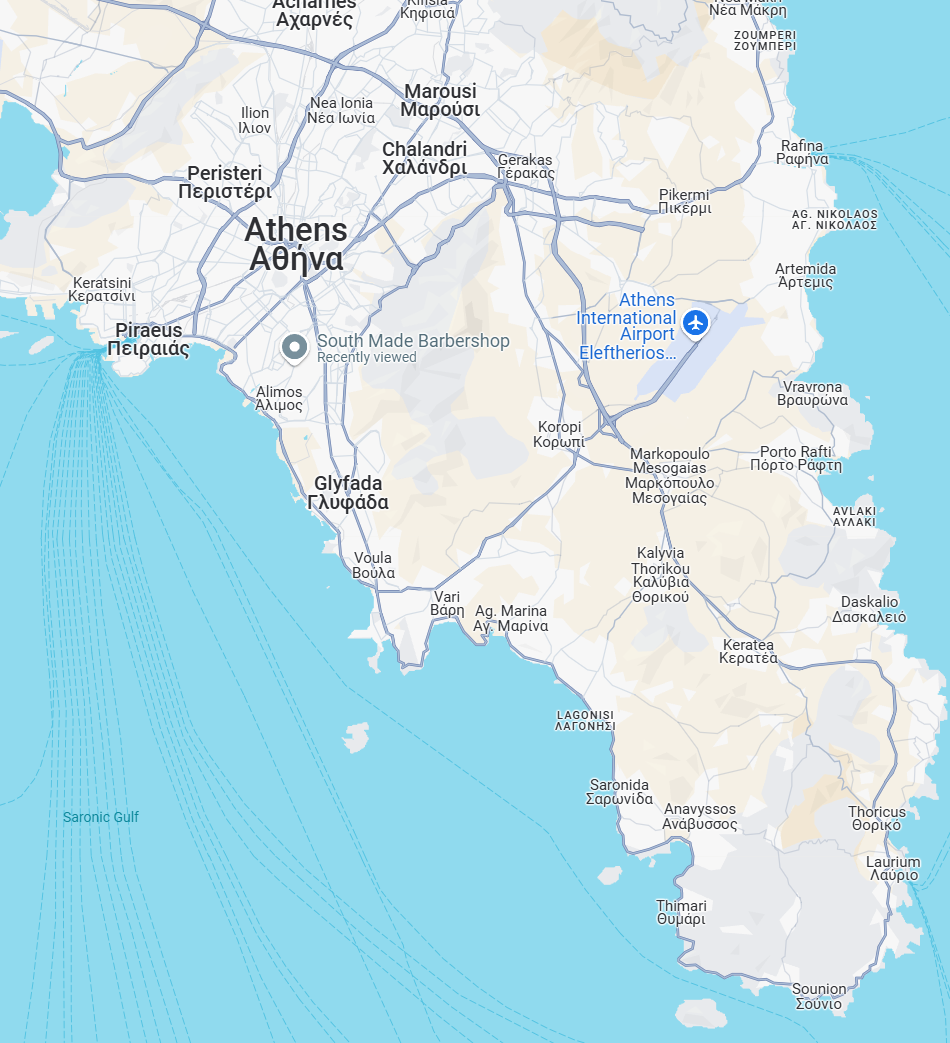 Acharnes
Αχαρνές
Kifisia
Κηφισιά
Nea Makri
Νέα Μάκρη
ZOUMPERI
ΖΟΥΜΠΕΡΙ
Marousi
Μαρούσι
Nea Ionia
Νέα Ιωνία
Ilion
Ίλιον
Chalandri
Χαλάνδρι
Gerakas
Γέρακας
Rafina
Ραφήνα
Peristeri
Περιστέρι
Pikermi
Πικέρμι
AG. NIKOLAOS
ΑΓ. ΝΙΚΟΛΑΟΣ
Athens
Αθήνα
Artemida
Άρτεμις
Keratsini
Κερατσίνι
Athens
International
Airport
Eleftherios...
Piraeus
Πειραιάς
South Made Barbershop
Recently viewed
Alimos
Άλιμος
Vravrona
Βραυρώνα
Koropi
Κορωπί
Markopoulo
Mesogaias
Μαρκόπουλο
Μεσογαίας
Porto Rafti
Πόρτο Ράφτη
Glyfada
Γλυφάδα
AVLAKI
ΑΥΛΑΚΙ
Voula
Βούλα
Kalyvia
Thorikou
Καλύβια
Θορικού
Vari
Βάρη
Ag. Marina
Αγ. Μαρίνα
Daskalio
Δασκαλειό
Keratea
Κερατέα
LAGONISI
ΛΑΓΟΝΗΣΙ
Saronida
Σαρωνίδα
Anavyssos
Ανάβυσσος
Saronic Gulf
Thoricus
Θορικό
Laurium
Λαύριο
Thimari
Θυμάρι
Sounion
Σούνιο